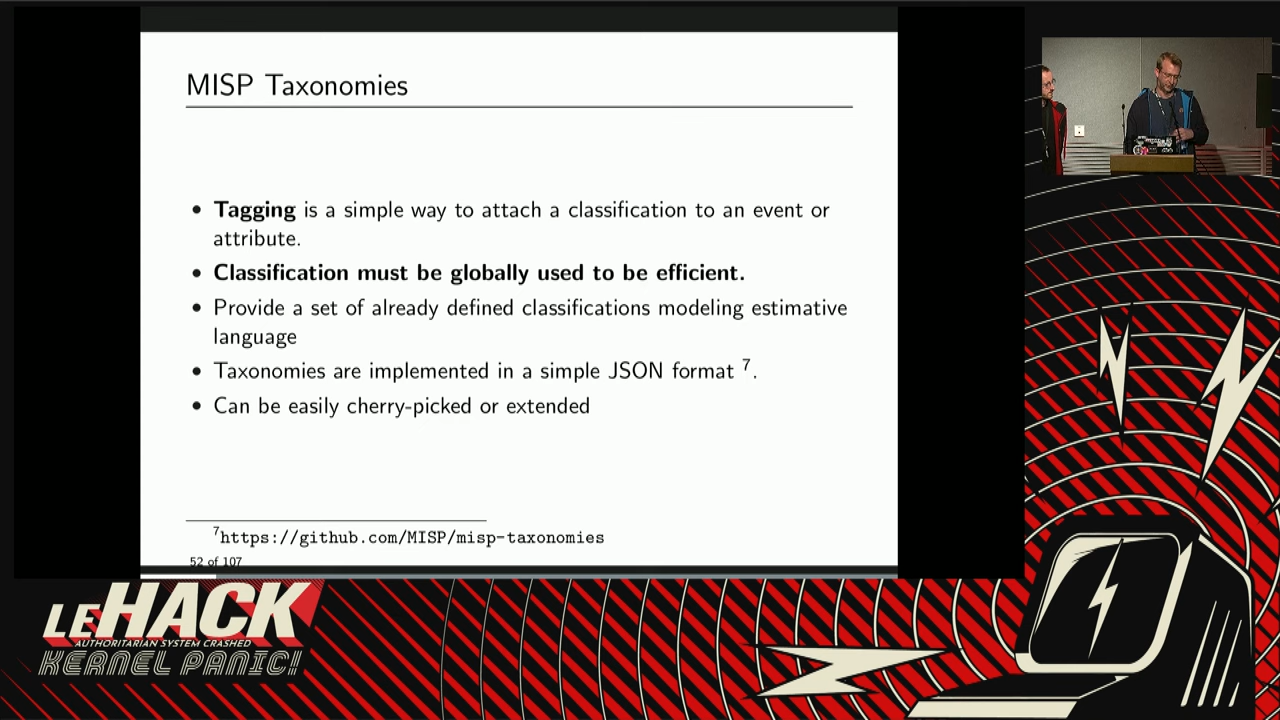 MISP Taxonomies
• Tagging is a simple way to attach a classification to an event or
attribute.
• Classification must be globally used to be efficient.
• Provide a set of already defined classifications modeling estimative
language
• Taxonomies are implemented in a simple JSON format 7.
• Can be easily cherry-picked or extended
7https://github.com/MISP/misp-taxonomies
52 of 107
LEHACK
AUTHORITARIAN SYSTEM CRASHED
KERNEL PANIC!